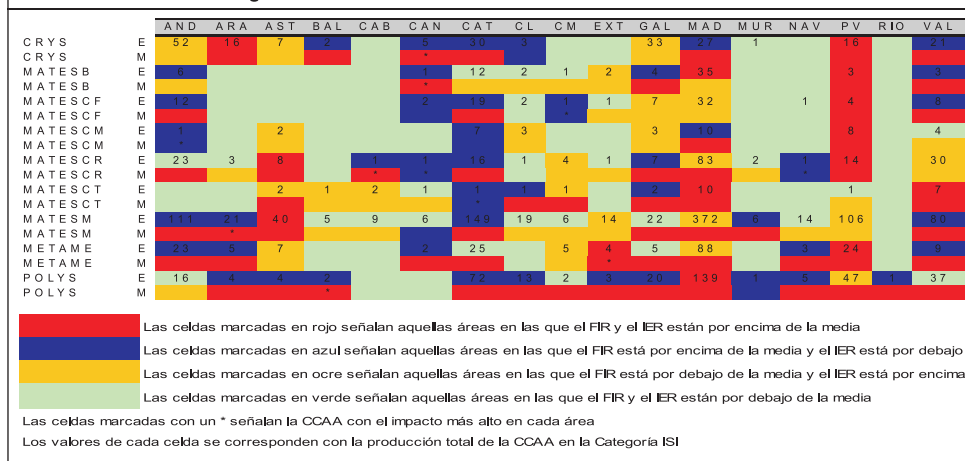 AND ARA AST BAL CAB CAN CAT CL CM EXT GAL MAD MUR NAV PV RIO VAL
CRYS E 52 16 7 2 5 30 3 33 27 1 16 21
CRYS M *
MATESB E 6 1 12 2 1 2 4 35 3 3
MATESB M *
MATESCF E 12 2 19 2 1 1 7 32 1 4 8
MATESCF M *
MATESCM E 1 2 7 3 3 10 8 4
MATESCM M *
MATESCR E 23 3 8 1 1 16 1 4 1 7 83 2 1 14 30
MATESCR M * * *
MATESCT E 2 1 2 1 1 1 1 2 10 1 7
MATESCT M *
MATESM E 111 21 40 5 9 6 149 19 6 14 22 372 6 14 106 89
MATESM M *
METAME E 23 5 7 2 25 5 4 5 88 3 24 9
METAME M *
POLYS E 16 4 4 2 72 13 2 3 20 139 1 5 47 1 37
POLYS M *
Las celdas marcadas en rojo señalan aquellas áreas en las que el FIR y el IER están por encima de la media
Las celdas marcadas en azul señalan aquellas áreas en las que el FIR está por encima de la media y el IER está por debajo
Las celdas marcadas en ocre señalan aquellas áreas en las que el FIR está por debajo de la media y el IER está por encima
Las celdas marcadas en verde señalan aquellas áreas en las que el FIR y el IER están por debajo de la media
Las celdas marcadas con un * señalan la CCAA con el impacto más alto en cada área
Los valores de cada celda se corresponden con la producción total de la CCAA en la Categoría ISI